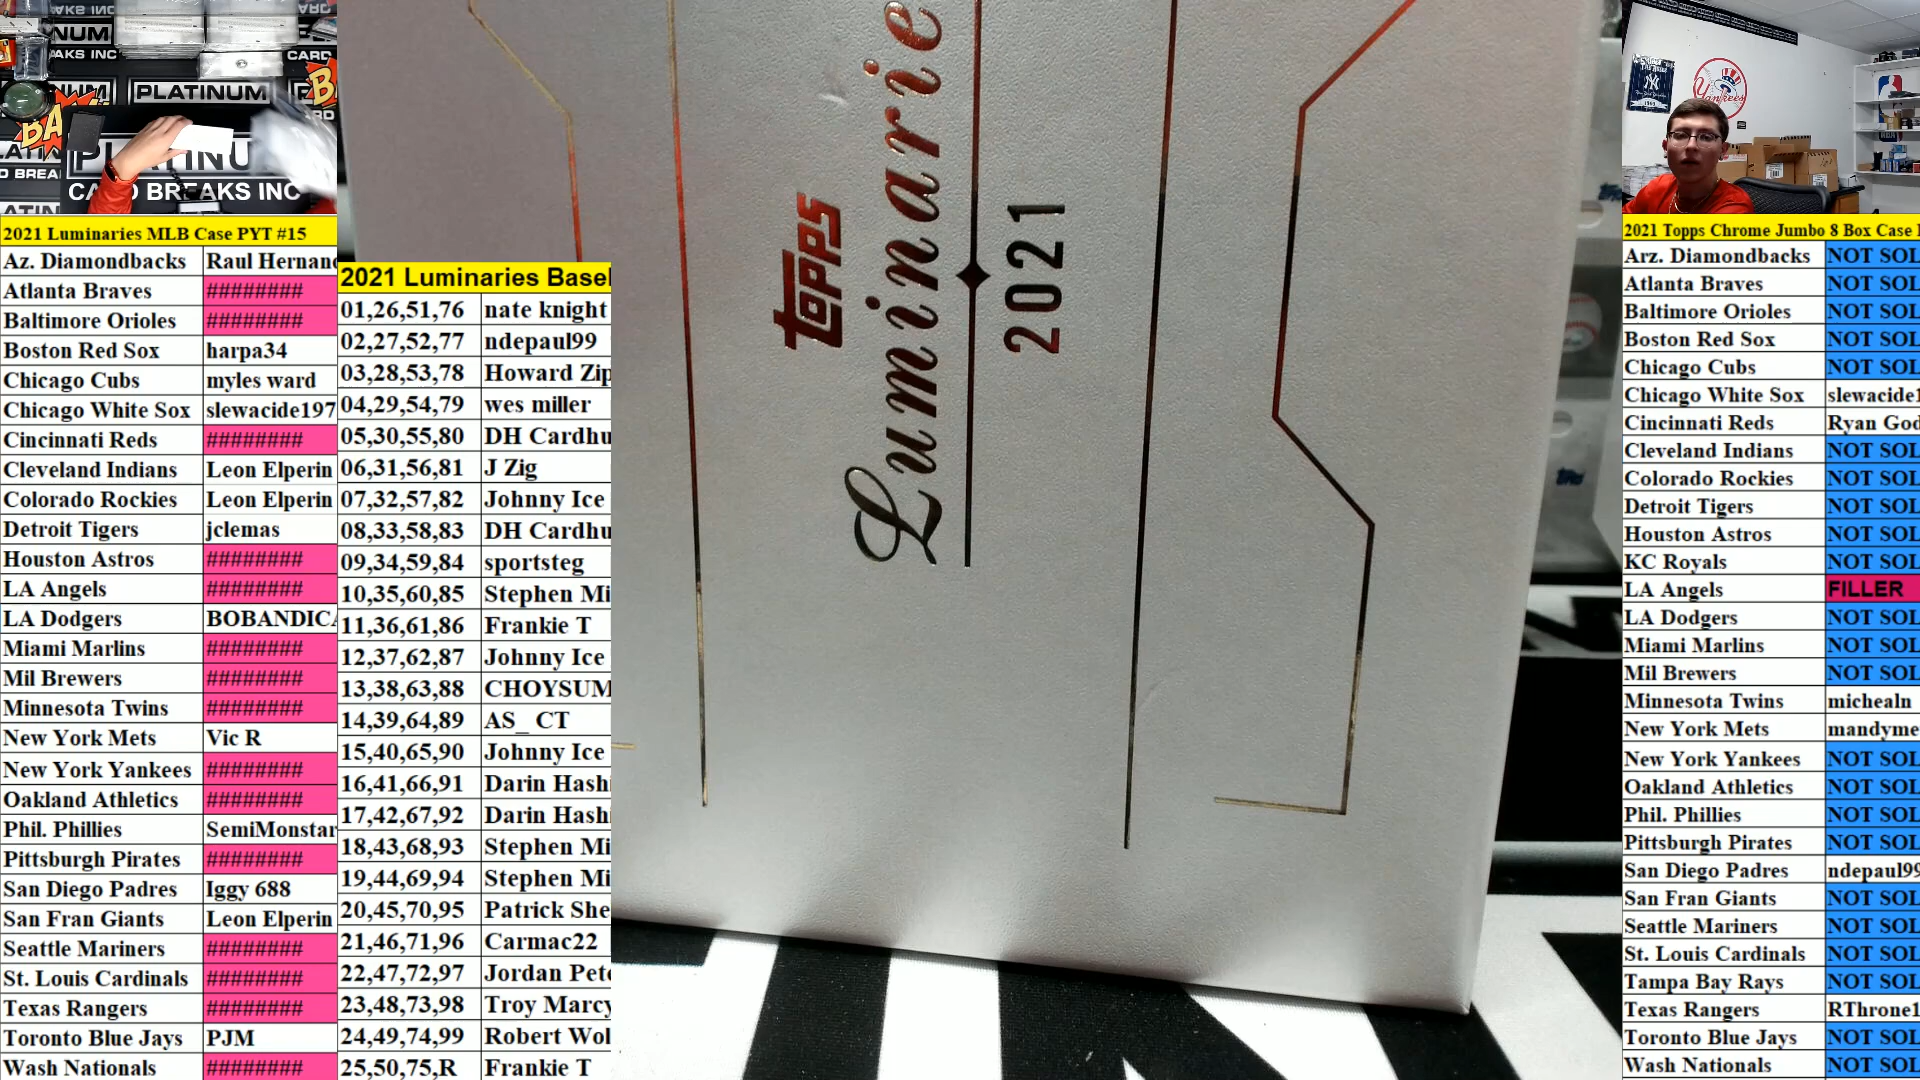 NUM
AKS INC
CARD
PLATINUM
BA
PLATINU
CARD BREAKS INC
Yankees
2021 Luminaries MLB Case PYT #15
Az. Diamondbacks Raul Hernand
Atlanta Braves ########
Baltimore Orioles ########
Boston Red Sox harpa34
Chicago Cubs myles ward
Chicago White Sox slewacide197
Cincinnati Reds ########
Cleveland Indians Leon Elperin
Colorado Rockies Leon Elperin
Detroit Tigers jclemas
Houston Astros ########
LA Angels ########
LA Dodgers BOBANDICA
Miami Marlins ########
Mil Brewers ########
Minnesota Twins ########
New York Mets Vic R
New York Yankees ########
Oakland Athletics ########
Phil. Phillies SemiMonstar
Pittsburgh Pirates ########
San Diego Padres Iggy 688
San Fran Giants Leon Elperin
Seattle Mariners ########
St. Louis Cardinals ########
Texas Rangers ########
Toronto Blue Jays PJM
Wash Nationals ########
2021 Luminaries Basel
01,26,51,76 nate knight
02,27,52,77 ndepaul99
03,28,53,78 Howard Zip
04,29,54,79 wes miller
05,30,55,80 DH Cardhu
06,31,56,81 J Zig
07,32,57,82 Johnny Ice
08,33,58,83 DH Cardhu
09,34,59,84 sportsteg
10,35,60,85 Stephen Mi
11,36,61,86 Frankie T
12,37,62,87 Johnny Ice
13,38,63,88 CHOYSUM
14,39,64,89 AS_ CT
15,40,65,90 Johnny Ice
16,41,66,91 Darin Hashi
17,42,67,92 Darin Hashi
18,43,68,93 Stephen Mi
19,44,69,94 Stephen Mi
20,45,70,95 Patrick She
21,46,71,96 Carmac22
22,47,72,97 Jordan Pete
23,48,73,98 Troy Marcy
24,49,74,99 Robert Wol
25,50,75,R Frankie T
topps
Luminarie
2021
2021 Topps Chrome Jumbo 8 Box Case
Arz. Diamondbacks NOT SOL
Atlanta Braves NOT SOL
Baltimore Orioles NOT SOL
Boston Red Sox NOT SOL
Chicago Cubs NOT SOL
Chicago White Sox slewacide1
Cincinnati Reds Ryan God
Cleveland Indians NOT SOL
Colorado Rockies NOT SOL
Detroit Tigers NOT SOL
Houston Astros NOT SOL
KC Royals NOT SOL
LA Angels FILLER
LA Dodgers NOT SOL
Miami Marlins NOT SOL
Mil Brewers NOT SOL
Minnesota Twins michealn
New York Mets mandyme
New York Yankees NOT SOL
Oakland Athletics NOT SOL
Phil. Phillies NOT SOL
Pittsburgh Pirates NOT SOL
San Diego Padres ndepaul99
San Fran Giants NOT SOL
Seattle Mariners NOT SOL
St. Louis Cardinals NOT SOL
Tampa Bay Rays NOT SOL
Texas Rangers RThrone1
Toronto Blue Jays NOT SOL
Wash Nationals NOT SOL